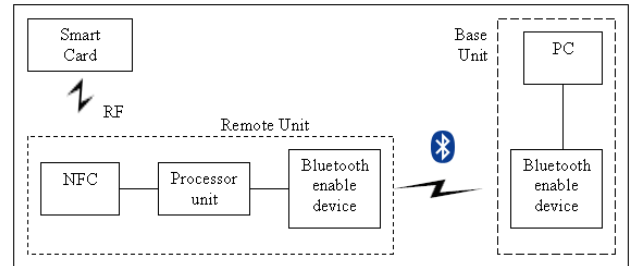 Smart
Card
RF
Base
Unit
PC
Remote Unit
NFC
Processor
unit
Bluetooth
enable
device
Bluetooth
enable
device